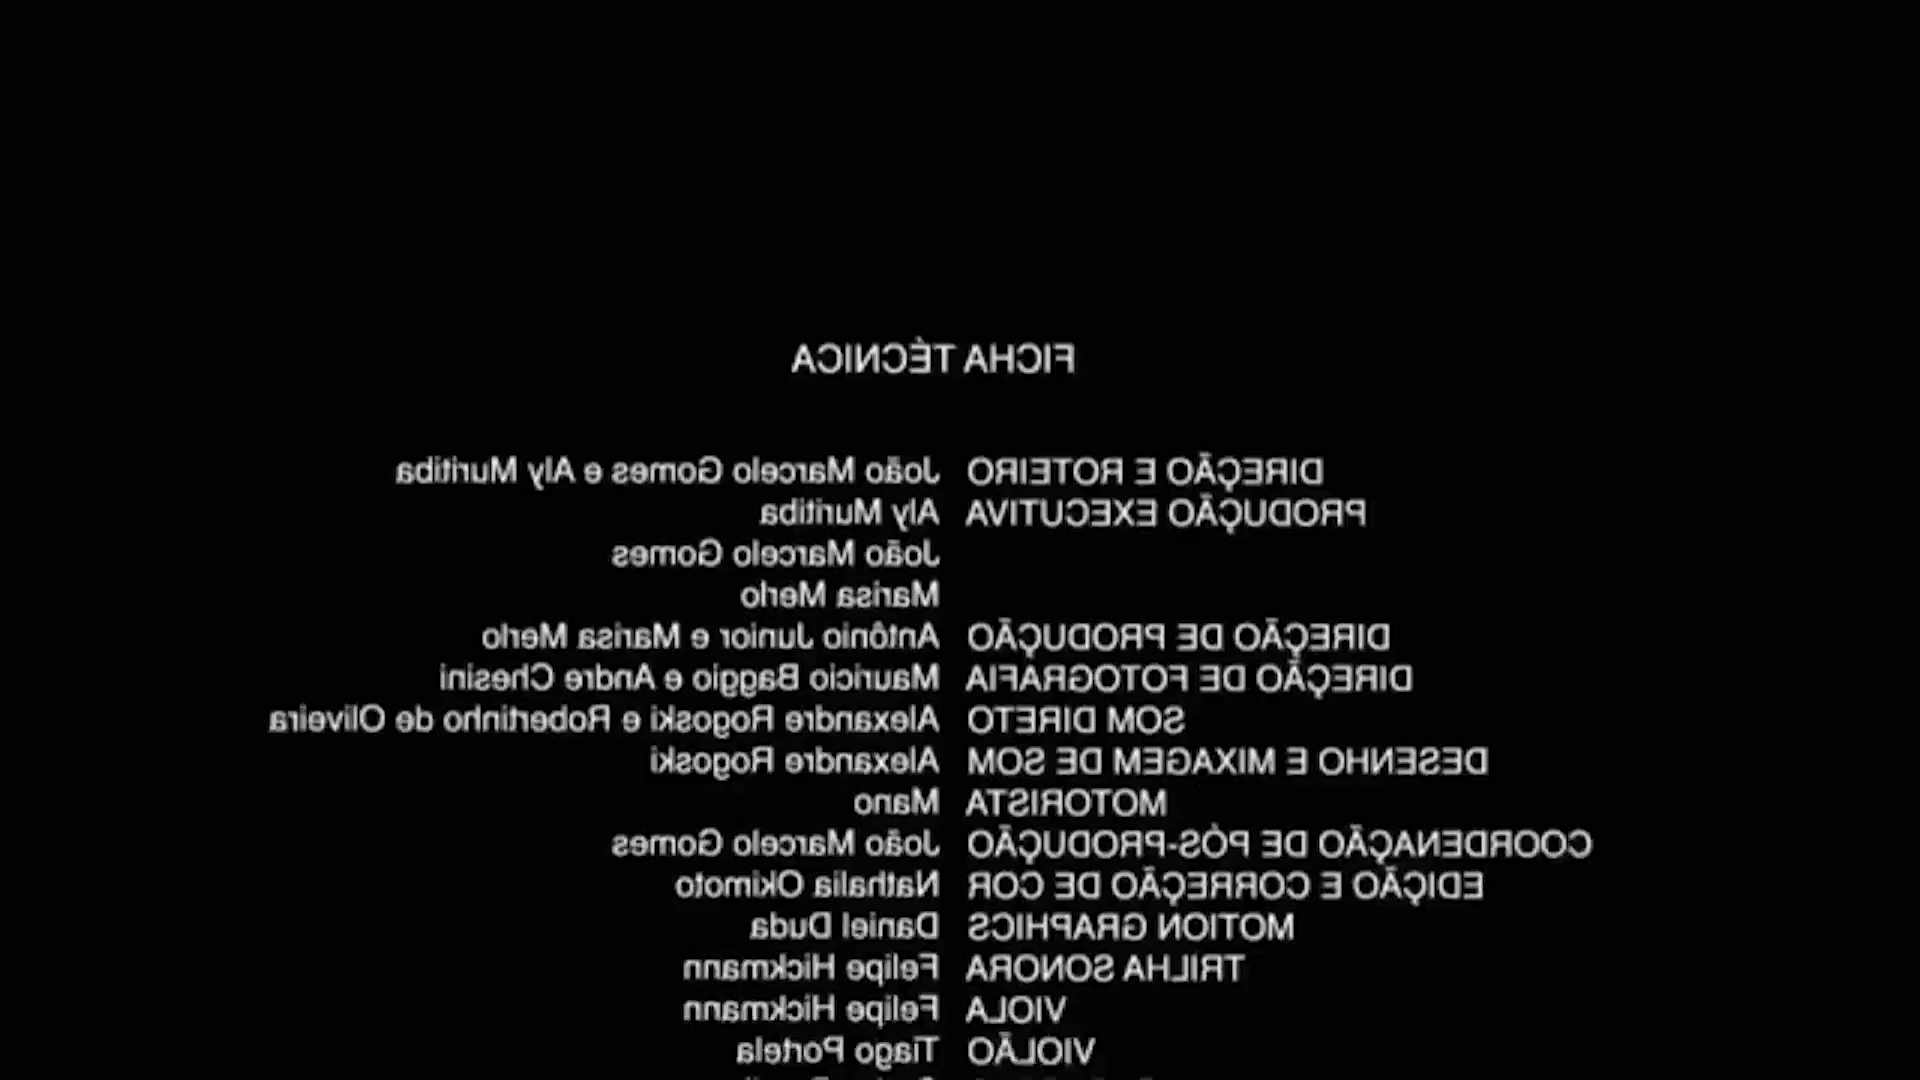 FICHA TÉCNICA
DIREÇÃO E ROTEIRO João Marcelo Gomes e Aly Muritiba
PRODUÇÃO EXECUTIVA Aly Muritiba
João Marcelo Gomes
Marisa Merlo
DIREÇÃO DE PRODUÇÃO Antônio Junior e Marisa Merlo
DIREÇÃO DE FOTOGRAFIA Mauricio Baggio e Andre Chesini
SOM DIRETO Alexandre Rogoski e Robertinho de Oliveira
DESENHO E MIXAGEM DE SOM Alexandre Rogoski
MOTORISTA Mano
COORDENAÇÃO DE PÓS-PRODUÇÃO João Marcelo Gomes
EDIÇÃO E CORREÇÃO DE COR Nathalia Okimoto
MOTION GRAPHICS Daniel Duda
TRILHA SONORA Felipe Hickmann
VIOLA Felipe Hickmann
VIOLÃO Tiago Portela